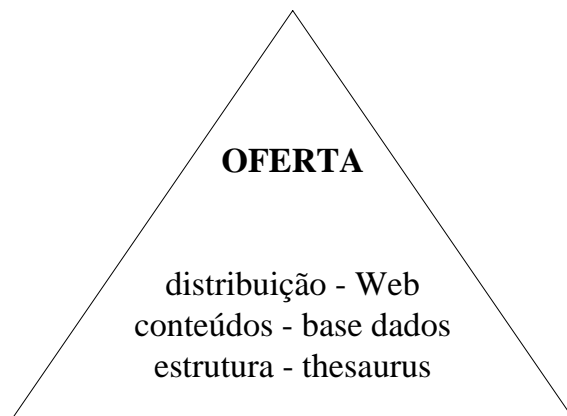 OFERTA
distribuição - Web
conteúdos - base dados
estrutura - thesaurus